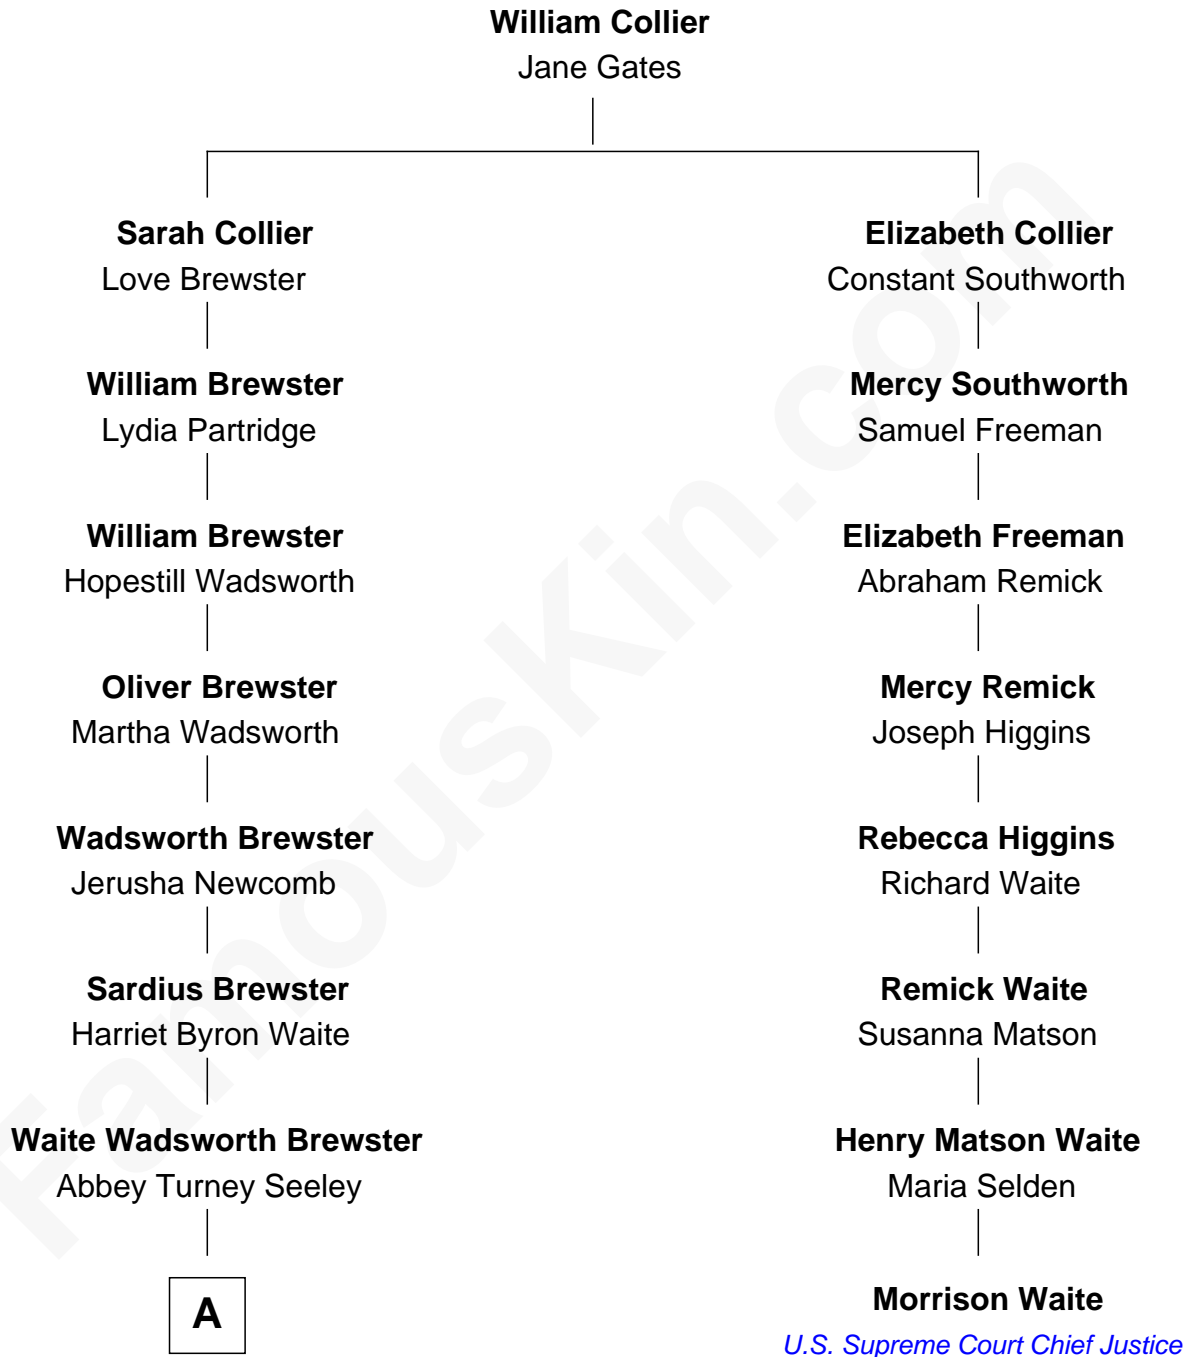 William Collier
Jane Gates
Sarah Collier
Love Brewster
Elizabeth Collier
Constant Southworth
William Brewster
Lydia Partridge
Mercy Southworth
Samuel Freeman
William Brewster
Hopestill Wadsworth
Elizabeth Freeman
Abraham Remick
Oliver Brewster
Martha Wadsworth
Mercy Remick
Joseph Higgins
Wadsworth Brewster
Jerusha Newcomb
Rebecca Higgins
Richard Waite
Sardius Brewster
Harriet Byron Waite
Remick Waite
Susanna Matson
Waite Wadsworth Brewster
Abbey Turney Seeley
Henry Matson Waite
Maria Selden
A
Morrison Waite
U.S. Supreme Court Chief Justice
FamousKin.com